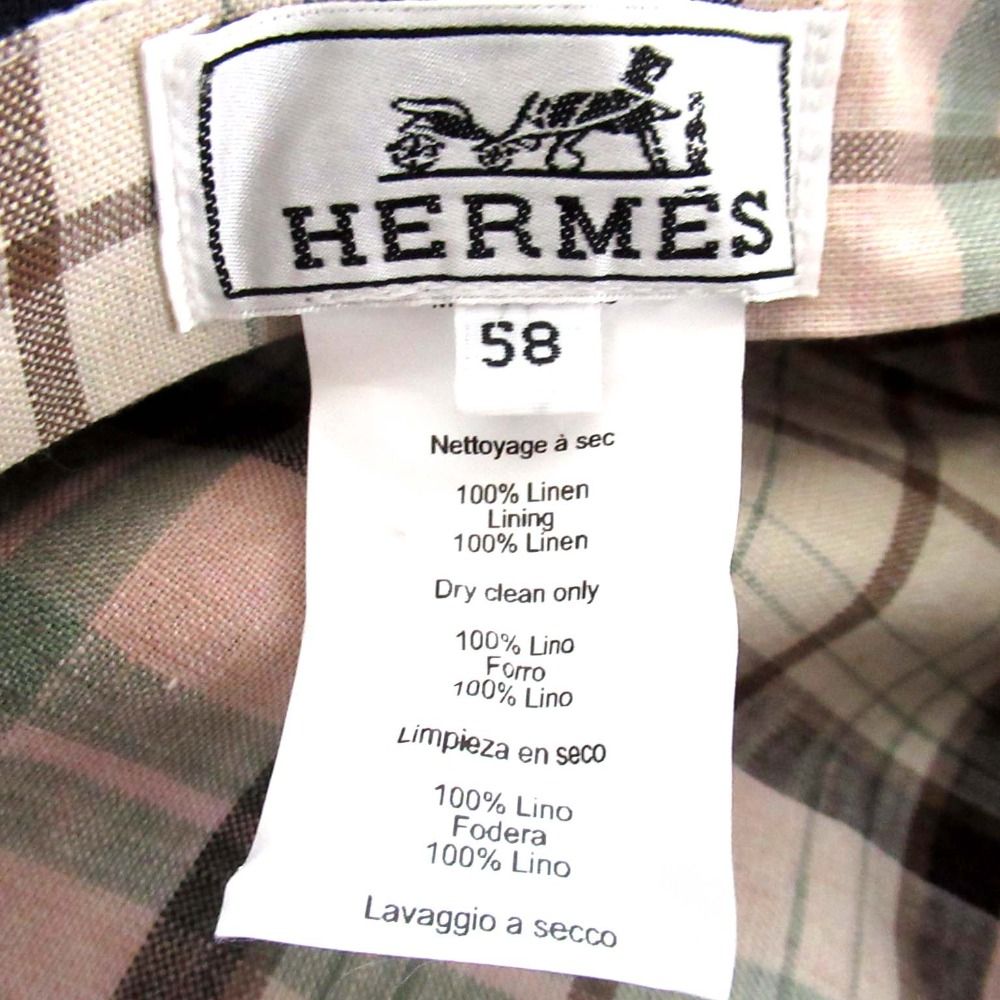 HERMÈS
58
Nettoyage à sec
100% Linen
Lining
100% Linen
Dry clean only
100% Lino
Forro
100% Lino
Limpieza en seco
100% Lino
Fodera
100% Lino
Lavaggio a secco